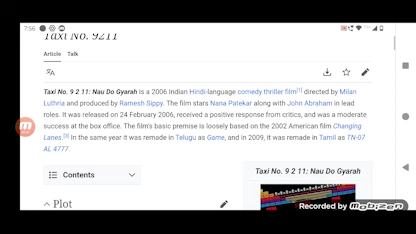 7:56
Taxi No. 9211
Article Talk
Taxi No. 9 2 11: Nau Do Gyarah is a 2006 Indian Hindi-language comedy thriller film[1] directed by Milan
Luthria and produced by Ramesh Sippy. The film stars Nana Patekar along with John Abraham in lead
roles. It was released on 24 February 2006, received a positive response from critics, and was a moderate
success at the box office. The film's basic premise is loosely based on the 2002 American film Changing
Lanes.[3] In the same year it was remade in Telugu as Game, and in 2009, it was remade in Tamil as TN-07
AL 4777.
Contents
Taxi No. 9 2 11: Nau Do Gyarah
Plot
Recorded by Mobizen